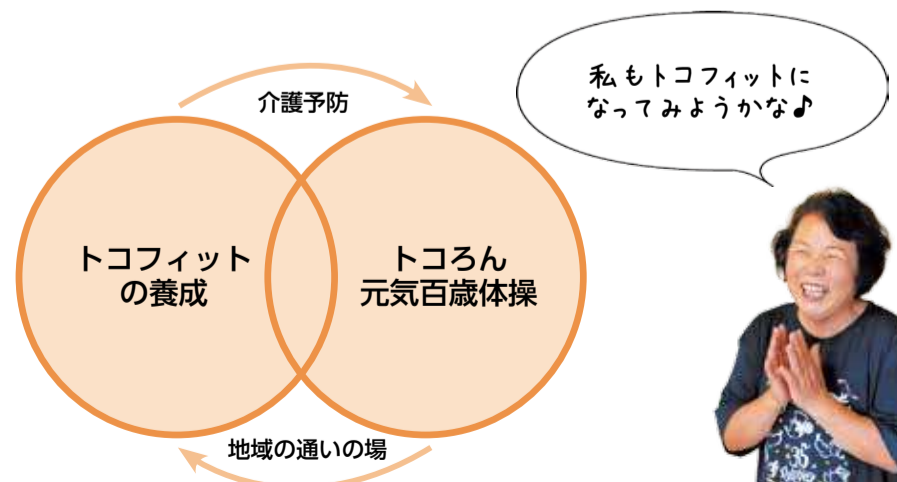 介護予防
私もトコフィットに
なってみようかな♪
トコフィット
の養成
トコろん
元気百歳体操
地域の通いの場
35